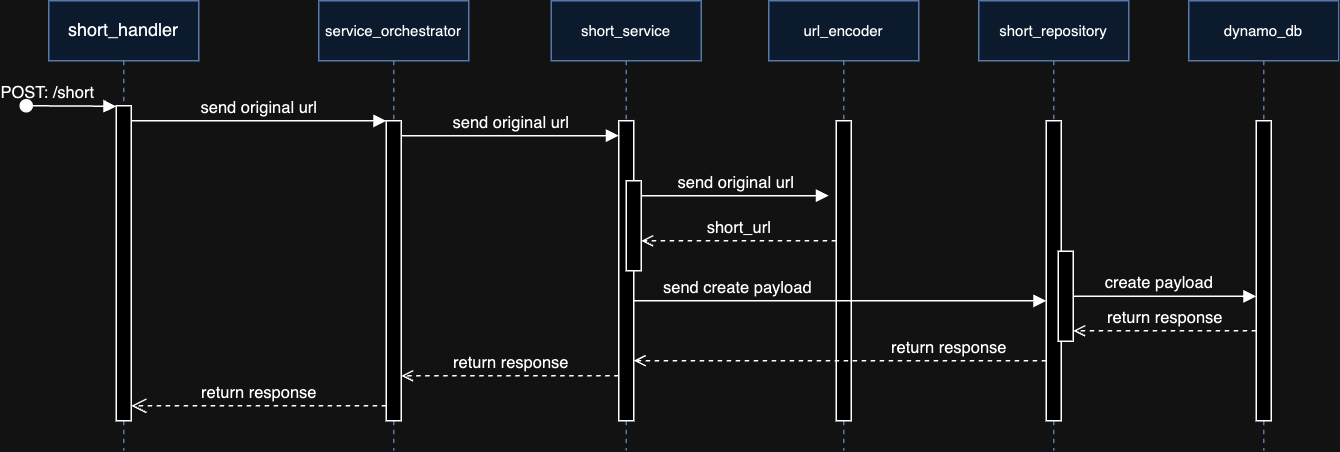 short_handler
service_orchestrator
short_service
url_encoder
short_repository
dynamo_db
POST: /short
send original url
send original url
send original url
short_url
send create payload
create payload
return response
return response
return response
return response